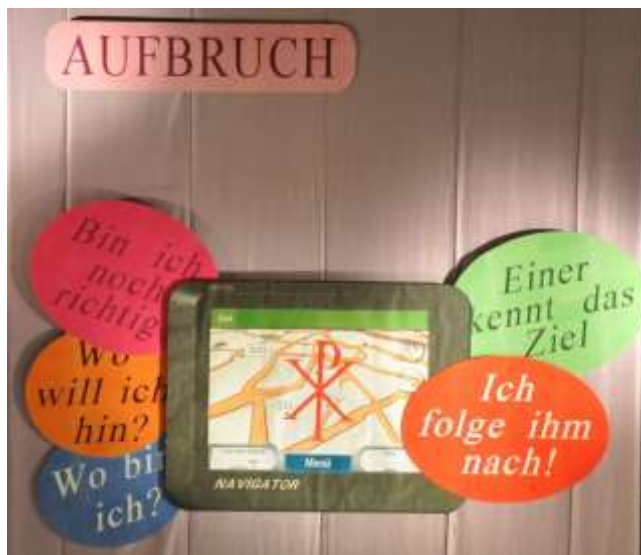 AUFBRUCH
Bin ich
noch
richtig
Wo
will ich
hin?
Wo bin
ich?
Einer
kennt das
Ziel
Ich
folge ihm
nach!
Menü
NAVIGATOR